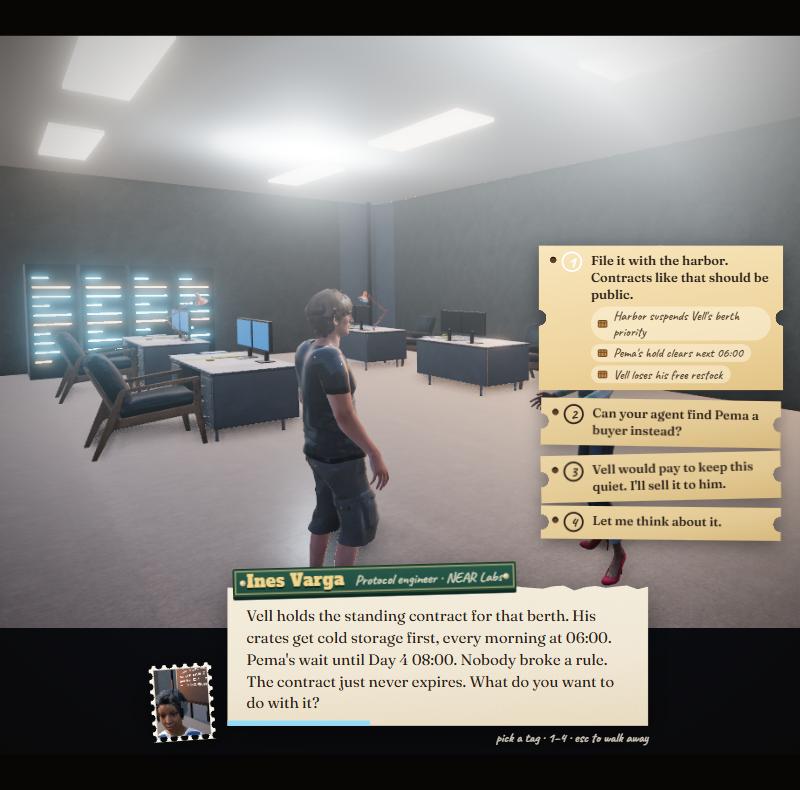 1
File it with the harbor.
Contracts like that should be
public.
Harbor suspends Vell's berth
priority
Pema's hold clears next 06:00
Vell loses his free restock
2
Can your agent find Pema a
buyer instead?
3
Vell would pay to keep this
quiet. I'll sell it to him.
4
Let me think about it.
Ines Varga
Protocol engineer · NEAR Labs
Vell holds the standing contract for that berth. His
crates get cold storage first, every morning at 06:00.
Pema's wait until Day 4 08:00. Nobody broke a rule.
The contract just never expires. What do you want to
do with it?
pick a tag · 1–4 · esc to walk away